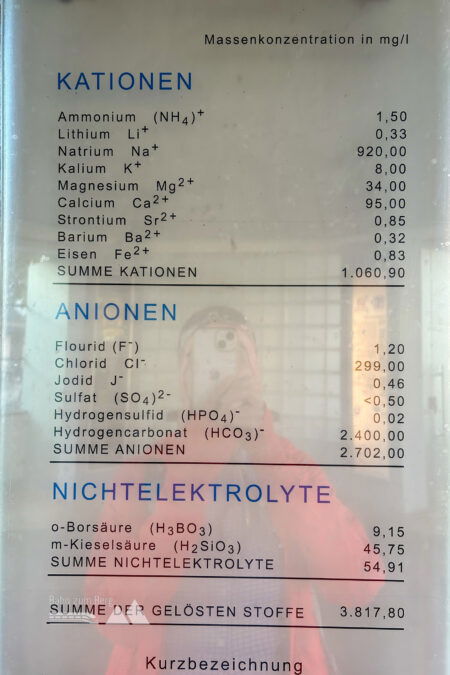 Massenkonzentration in mg/l
KATIONEN
Ammonium (NH₄)⁺ 1,50
Lithium Li⁺ 0,33
Natrium Na⁺ 920,00
Kalium K⁺ 8,00
Magnesium Mg²⁺ 34,00
Calcium Ca²⁺ 95,00
Strontium Sr²⁺ 0,85
Barium Ba²⁺ 0,32
Eisen Fe²⁺ 0,83
SUMME KATIONEN 1.060,90
ANIONEN
Flourid (F⁻) 1,20
Chlorid Cl⁻ 299,00
Jodid J⁻ 0,46
Sulfat (SO₄)²⁻ <0,50
Hydrogensulfid (HPO₄)⁻ 0,02
Hydrogencarbonat (HCO₃)⁻ 2.400,00
SUMME ANIONEN 2.702,00
NICHTELEKTROLYTE
o-Borsäure (H₃BO₃) 9,15
m-Kieselsäure (H₂SiO₃) 45,75
SUMME NICHTELEKTROLYTE 54,91
Bahn zum Berg
SUMME DER GELÖSTEN STOFFE 3.817,80
Kurzbezeichnung